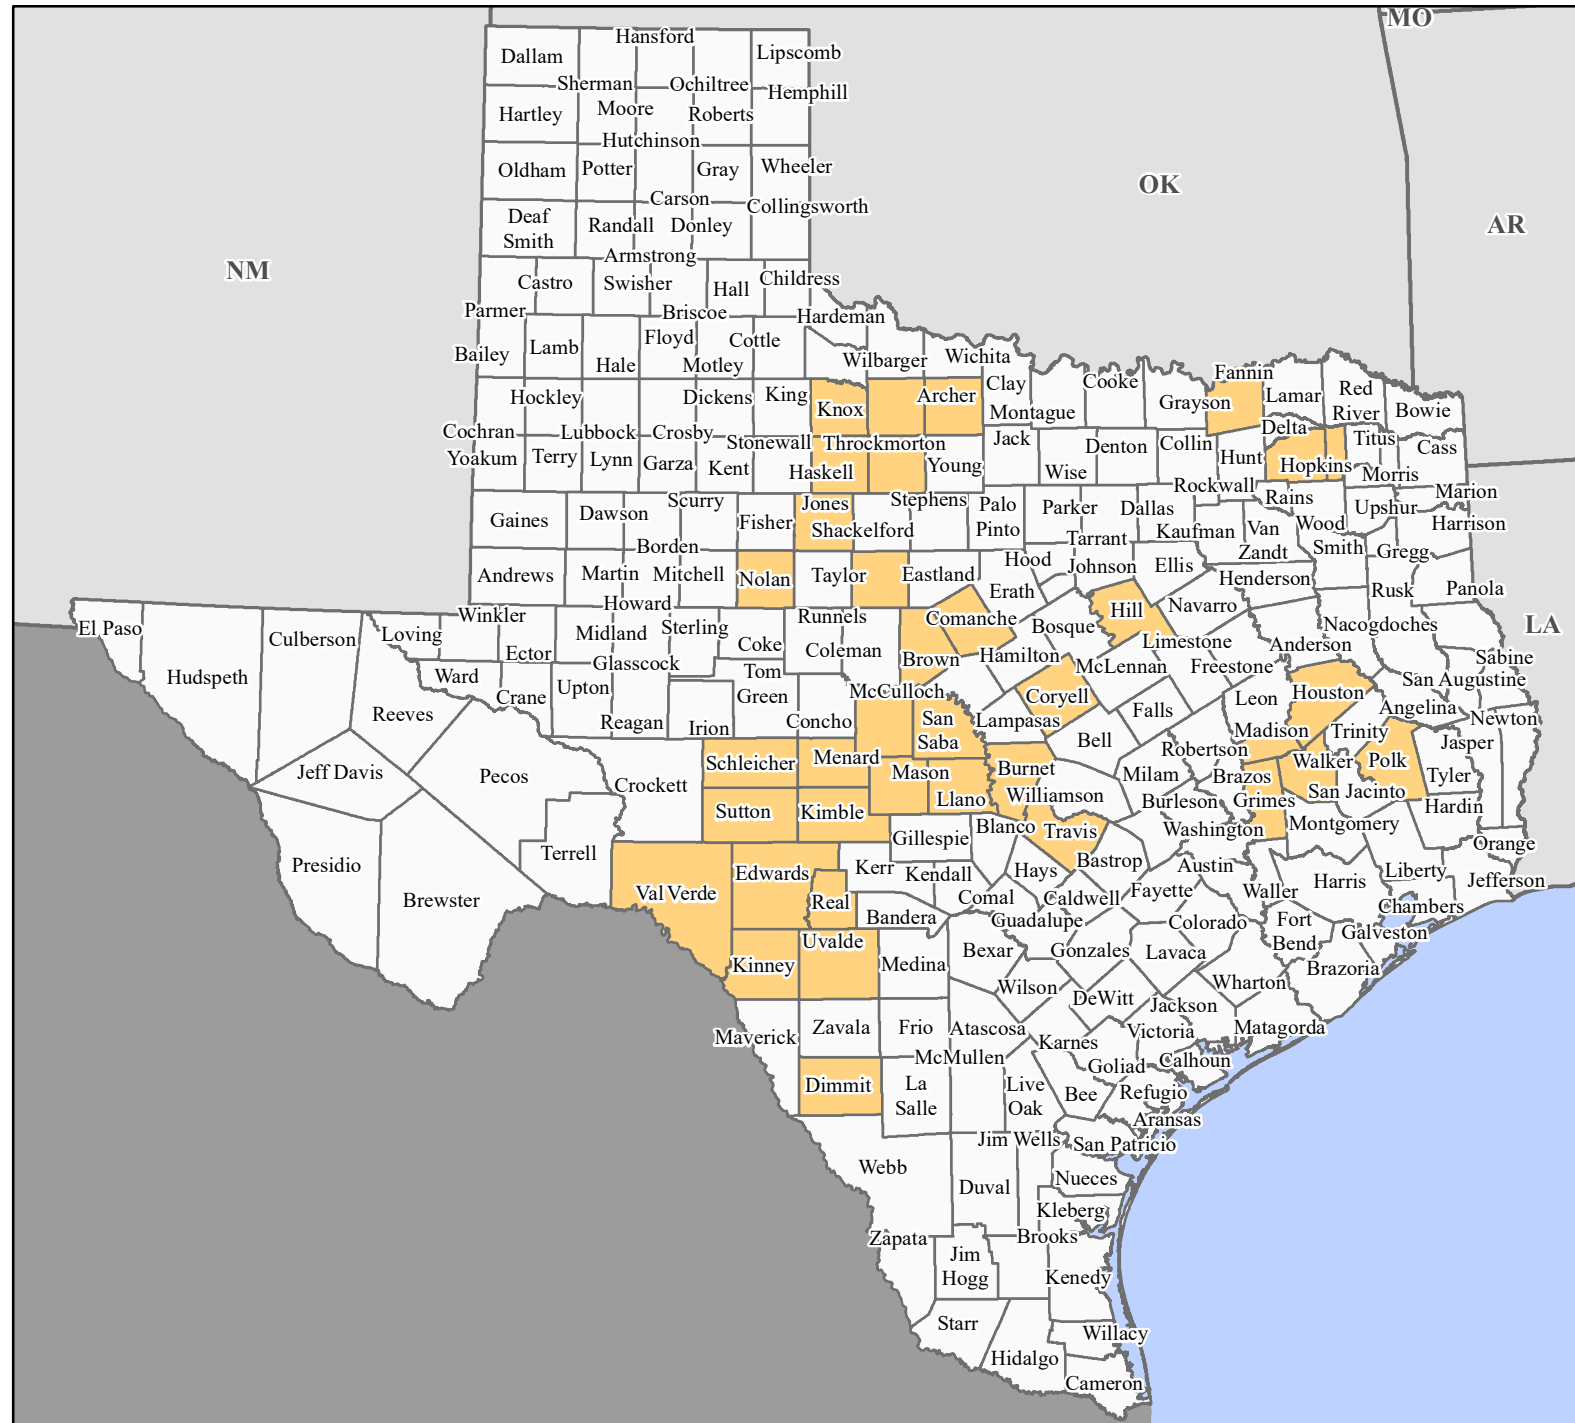 MO
Hansford
Dallam
Lipscomb
Sherman
Ochiltree
Hemphill
Hartley
Moore
Roberts
Hutchinson
OK
Oldham
Potter
Gray
Wheeler
Carson
Collingsworth
Deaf
Smith
Randall
Donley
AR
Armstrong
NM
Castro
Swisher
Hall
Childress
Parmer
Briscoe
Hardeman
Bailey
Lamb
Hale
Floyd
Motley
Cottle
Wilbarger
Wichita
Clay
Cooke
Fannin
Hockley
Dickens
King
Knox
Archer
Montague
Grayson
Lamar
Red
River
Bowie
Cochran
Lubbock
Crosby
Stonewall
Throckmorton
Jack
Denton
Collin
Delta
Titus
Cass
Yoakum
Terry
Lynn
Garza
Kent
Haskell
Young
Wise
Hunt
Hopkins
Morris
Rockwall
Rains
Marion
Gaines
Dawson
Scurry
Fisher
Jones
Stephens
Palo
Pinto
Parker
Dallas
Kaufman
Van
Zandt
Wood
Upshur
Harrison
Shackelford
Tarrant
Smith
Gregg
Borden
Andrews
Martin
Mitchell
Nolan
Taylor
Eastland
Hood
Johnson
Ellis
Henderson
Rusk
Panola
Erath
Howard
Winkler
Runnels
Comanche
Hill
Navarro
El Paso
Loving
Culberson
Midland
Sterling
Coke
Coleman
Bosque
Limestone
Anderson
Nacogdoches
LA
Ector
Glasscock
Brown
Hamilton
McLennan
Freestone
Sabine
Hudspeth
Ward
Crane
Upton
Tom
Green
McCulloch
Coryell
Leon
Houston
San Augustine
Reeves
Reagan
Irion
Concho
San
Saba
Lampasas
Falls
Angelina
Newton
Madison
Trinity
Jeff Davis
Pecos
Crockett
Schleicher
Menard
Mason
Burnet
Bell
Robertson
Milam
Brazos
Walker
Polk
Jasper
Tyler
Sutton
Kimble
Llano
Williamson
Burleson
Grimes
San Jacinto
Hardin
Presidio
Terrell
Gillespie
Blanco
Travis
Washington
Montgomery
Orange
Brewster
Val Verde
Edwards
Real
Kerr
Kendall
Hays
Bastrop
Austin
Liberty
Jefferson
Comal
Caldwell
Fayette
Waller
Harris
Chambers
Bandera
Guadalupe
Colorado
Fort
Bend
Galveston
Kinney
Uvalde
Medina
Bexar
Gonzales
Lavaca
Wharton
Brazoria
Wilson
DeWitt
Jackson
Maverick
Zavala
Frio
Atascosa
Karnes
Victoria
Matagorda
McMullen
Goliad
Calhoun
Dimmit
La
Salle
Live
Oak
Bee
Refugio
Aransas
Jim Wells
San Patricio
Webb
Duval
Nueces
Kleberg
Zapata
Brooks
Jim
Hogg
Kenedy
Starr
Willacy
Hidalgo
Cameron